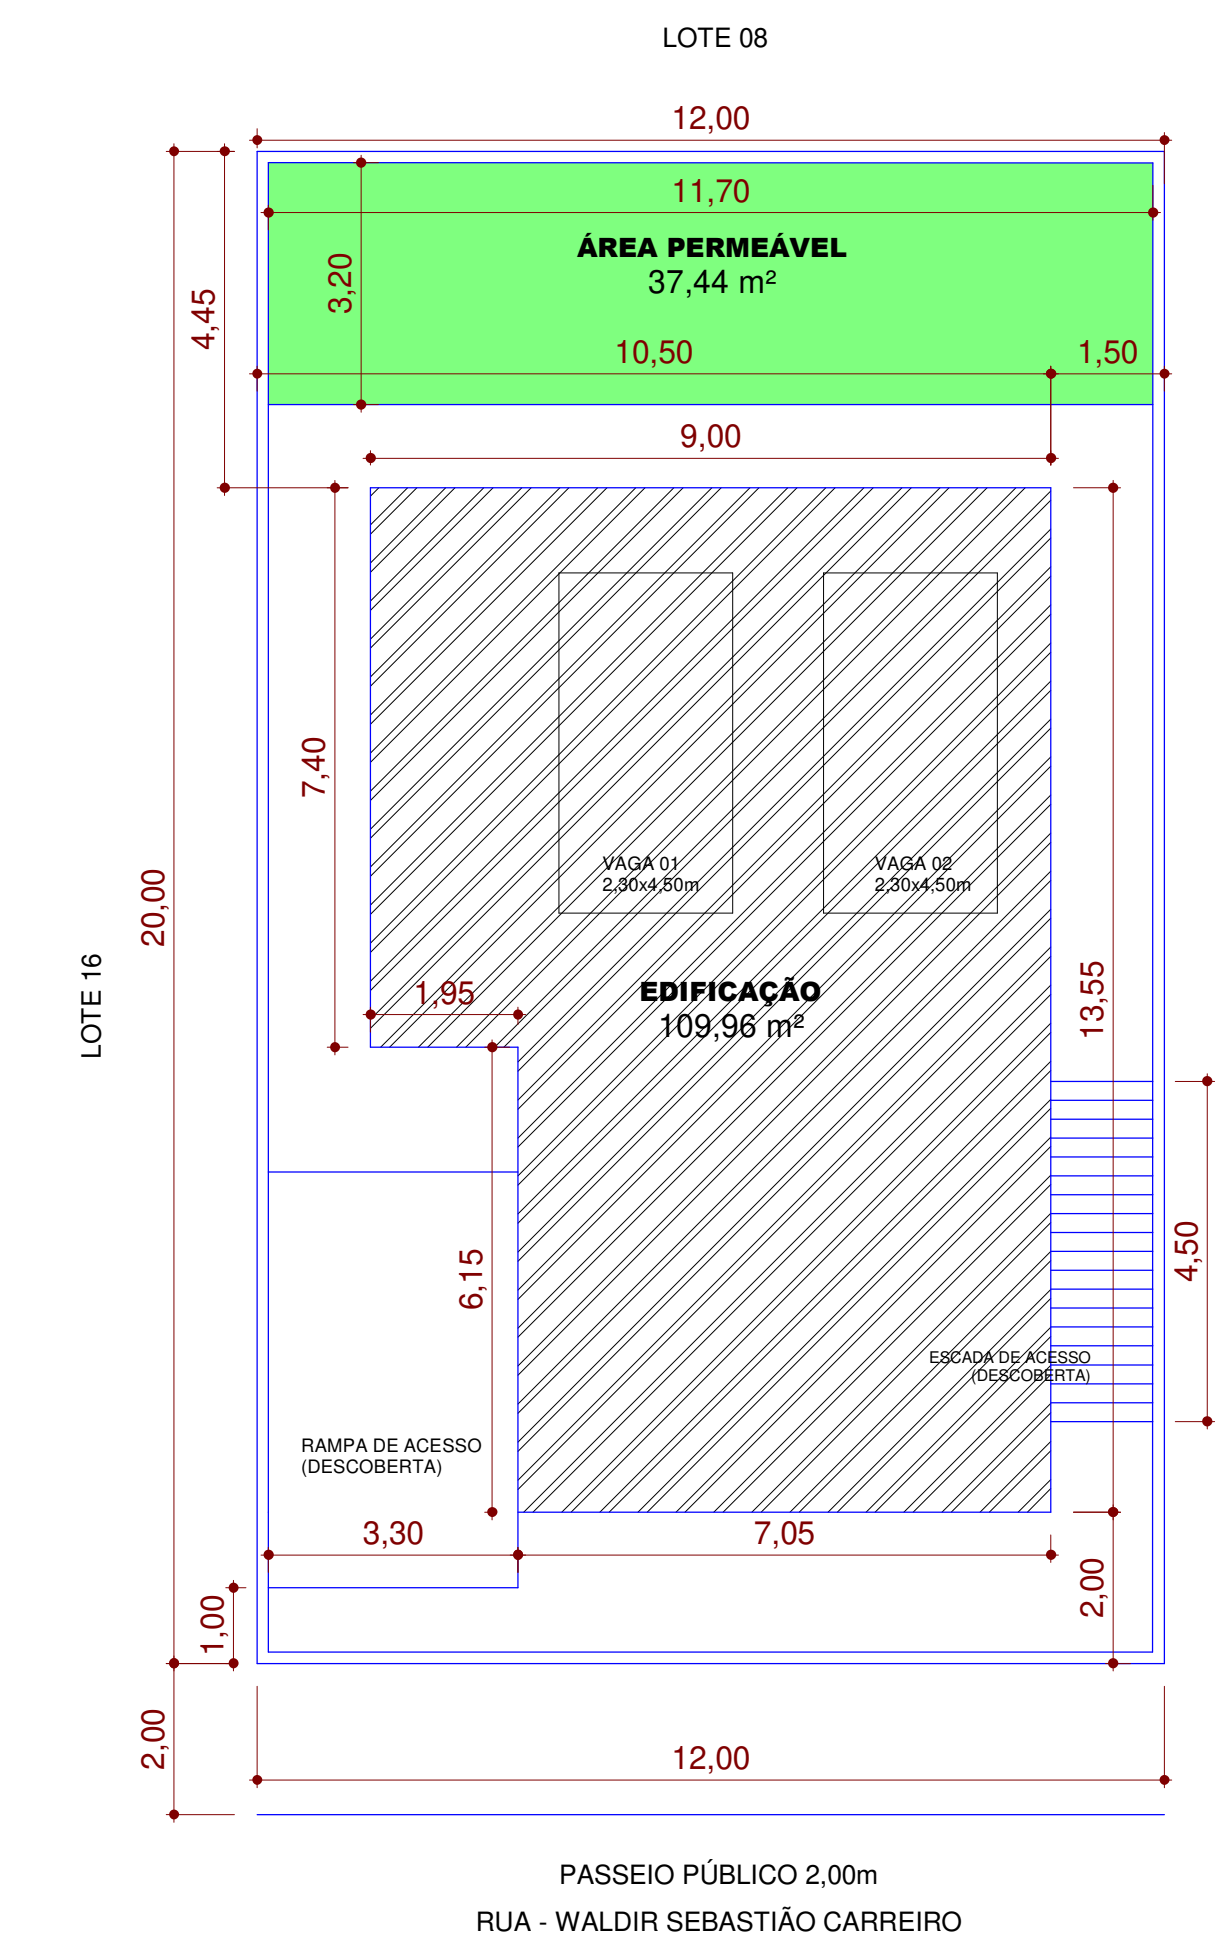 LOTE 08
12,00
11,70
ÁREA PERMEÁVEL
37,44 m²
3,20
4,45
10,50
1,50
9,00
7,40
VAGA 01
2,30x4,50m
VAGA 02
2,30x4,50m
20,00
LOTE 16
1,95
EDIFICAÇÃO
109,96 m²
13,55
6,15
4,50
ESCADA DE ACESSO
(DESCOBERTA)
RAMPA DE ACESSO
(DESCOBERTA)
3,30
7,05
1,00
2,00
2,00
12,00
PASSEIO PÚBLICO 2,00m
RUA - WALDIR SEBASTIÃO CARREIRO